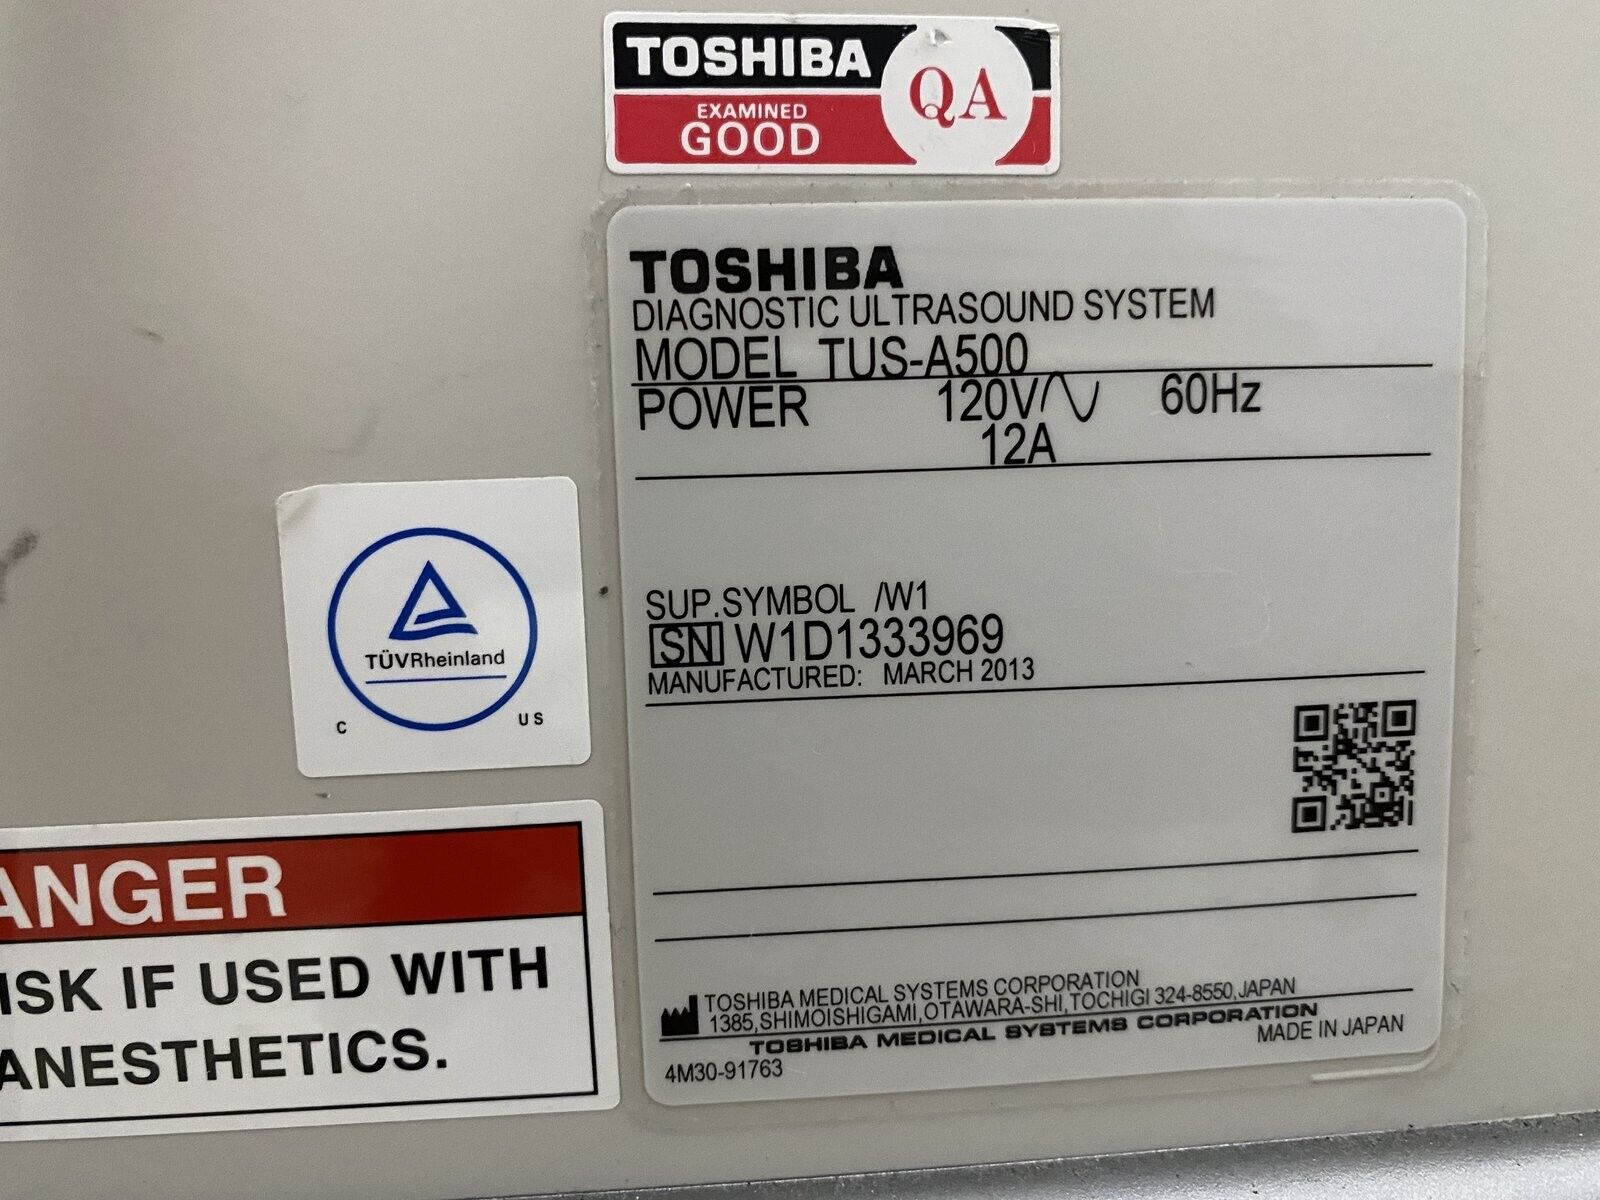 TOSHIBA
EXAMINED
GOOD
QA
TOSHIBA
DIAGNOSTIC ULTRASOUND SYSTEM
MODEL TUS-A500
POWER 120V 60Hz
12A
SUP.SYMBOL /W1
SN W1D1333969
MANUFACTURED: MARCH 2013
TOSHIBA MEDICAL SYSTEMS CORPORATION
1385,SHIMOISHIGAMI,OTAWARA-SHI,TOCHIGI 324-8550,JAPAN
TOSHIBA MEDICAL SYSTEMS CORPORATION
MADE IN JAPAN
4M30-91763
TÜVRheinland
C US
ANGER
ISK IF USED WITH
ANESTHETICS.